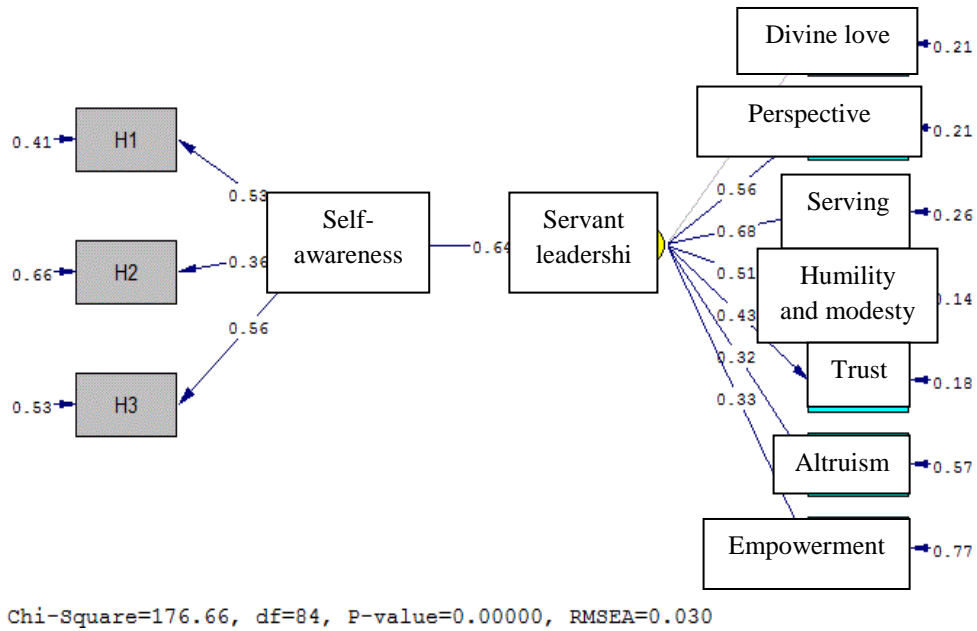 Divine love
0.21
Perspective
0.21
0.41
H1
0.53
0.56
Self-
awareness
0.64
Servant
leadershi
0.68
Serving
0.26
0.66
H2
0.36
0.51
Humility
and modesty
0.14
0.43
0.56
0.32
Trust
0.18
0.53
H3
0.33
Altruism
0.57
Empowerment
0.77
Chi-Square=176.66, df=84, P-value=0.00000, RMSEA=0.030